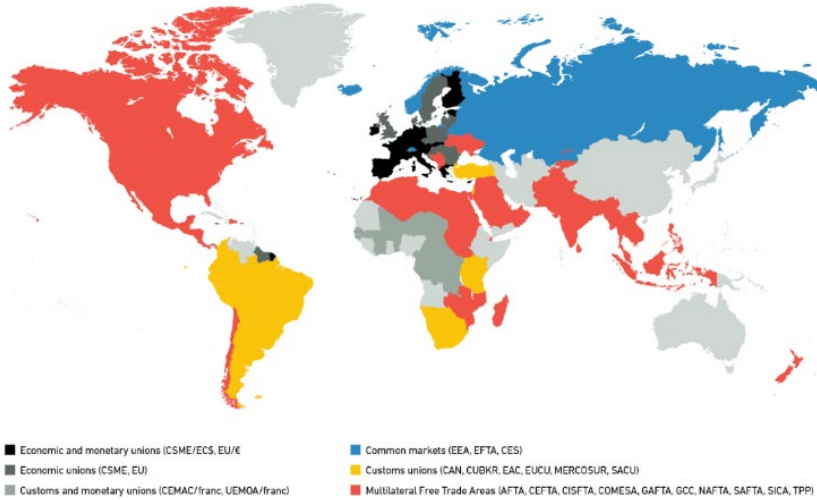 Economic and monetary unions (CSME/EC$, EU/€
Economic unions (CSME, EU)
Customs and monetary unions (CEMAC/franc, UEMOA/franc)
Common markets (EEA, EFTA, CES)
Customs unions (CAN, CUBKR, EAC, EUCU, MERCOSUR, SACU)
Multilateral Free Trade Areas (AFTA, CEFTA, CISFTA, COMESA, GAFTA, GCC, NAFTA, SAFTA, SICA, TPP)